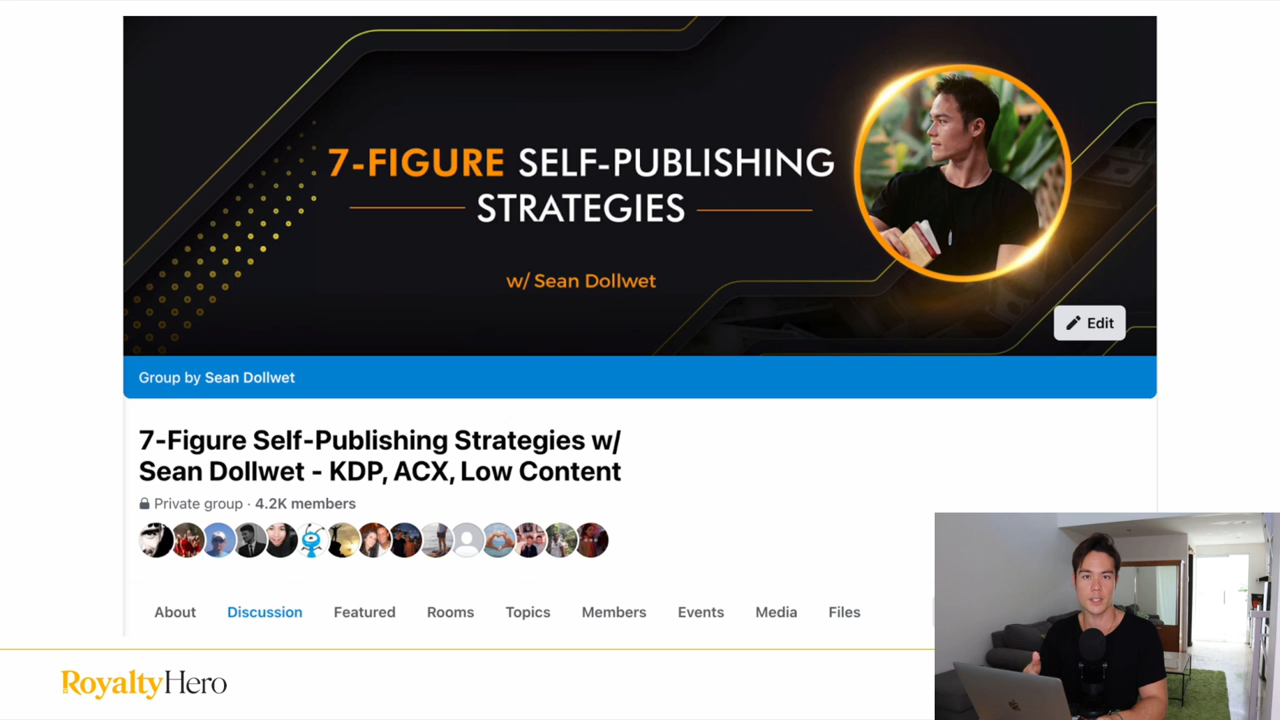 7-FIGURE SELF-PUBLISHING
STRATEGIES
w/ Sean Dollwet
Edit
Group by Sean Dollwet
7-Figure Self-Publishing Strategies w/
Sean Dollwet - KDP, ACX, Low Content
Private group · 4.2K members
About Discussion Featured Rooms Topics Members Events Media Files
RoyaltyHero